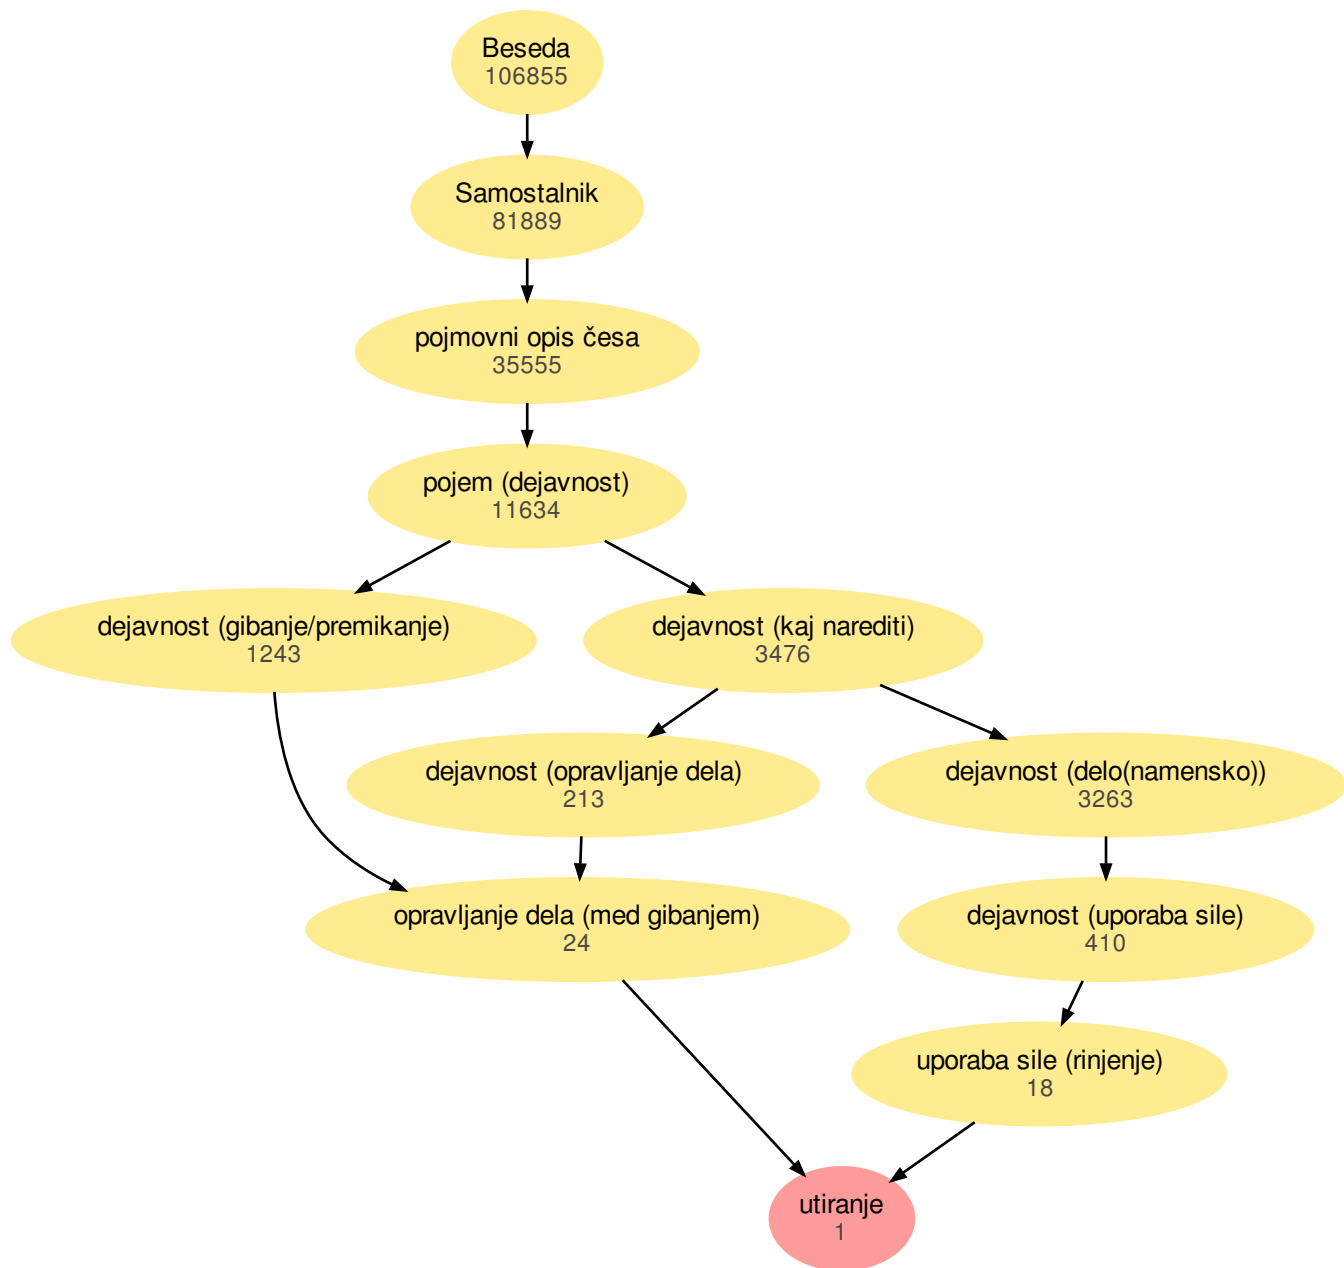 Beseda
106855
Samostalnik
81889
pojmovni opis česa
35555
pojem (dejavnost)
11634
dejavnost (gibanje/premikanje)
1243
dejavnost (kaj narediti)
3476
dejavnost (opravljanje dela)
213
dejavnost (delo(namensko))
3263
opravljanje dela (med gibanjem)
24
dejavnost (uporaba sile)
410
uporaba sile (rinjenje)
18
utiranje
1